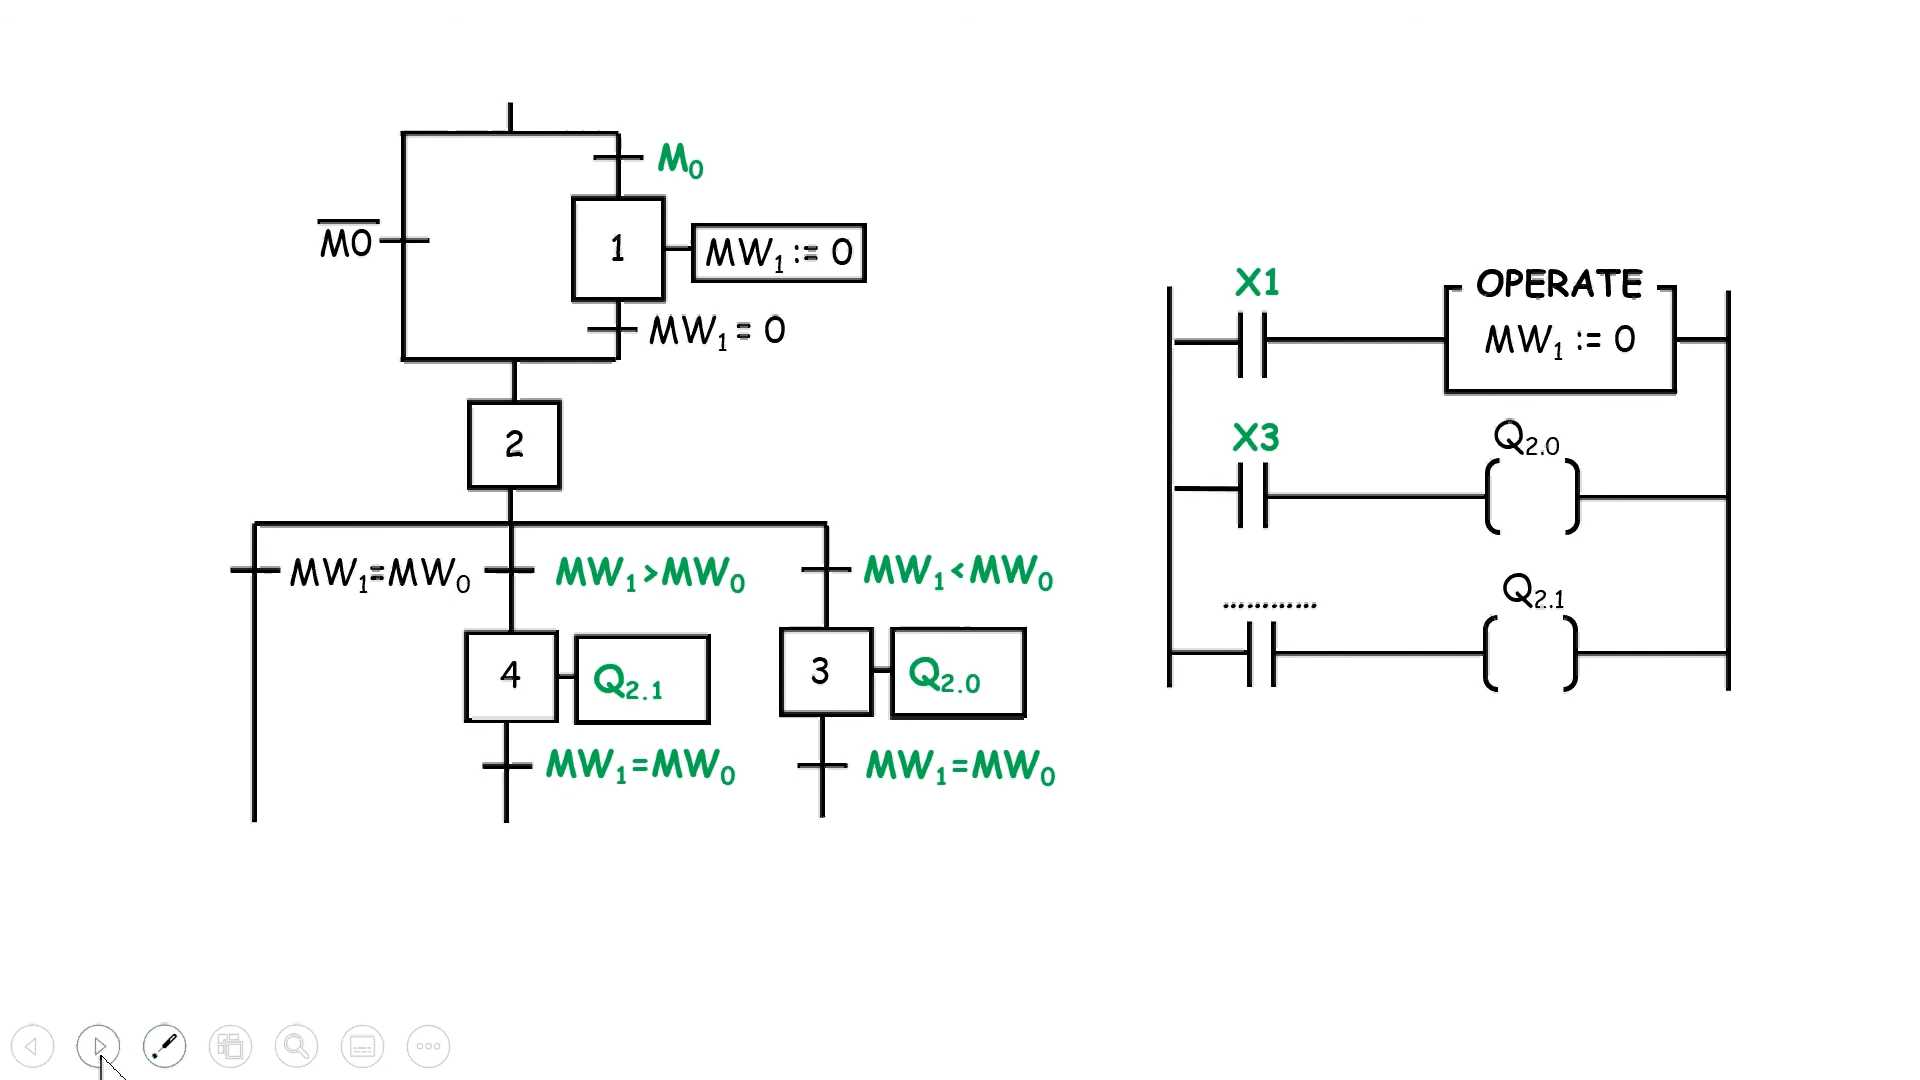 M₀
M̅0̅
1
MW₁ := 0
MW₁ = 0
2
MW₁=MW₀
MW₁>MW₀
MW₁<MW₀
4
Q₂.₁
3
Q₂.₀
MW₁=MW₀
MW₁=MW₀
X1
OPERATE
MW₁ := 0
X3
Q₂.₀
............
Q₂.₁